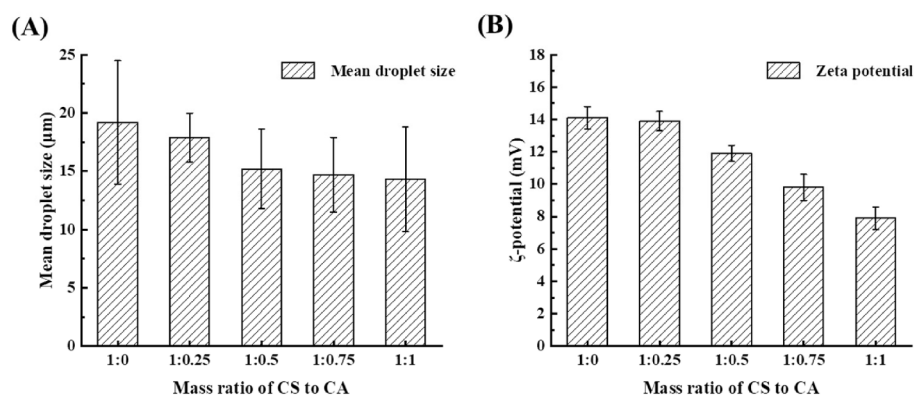 (A)
Mean droplet size
Mean droplet size (μm)
25
20
15
10
5
0
1:0 1:0.25 1:0.5 1:0.75 1:1
Mass ratio of CS to CA
(B)
Zeta potential
ζ-potential (mV)
18
16
14
12
10
8
6
4
2
0
1:0 1:0.25 1:0.5 1:0.75 1:1
Mass ratio of CS to CA